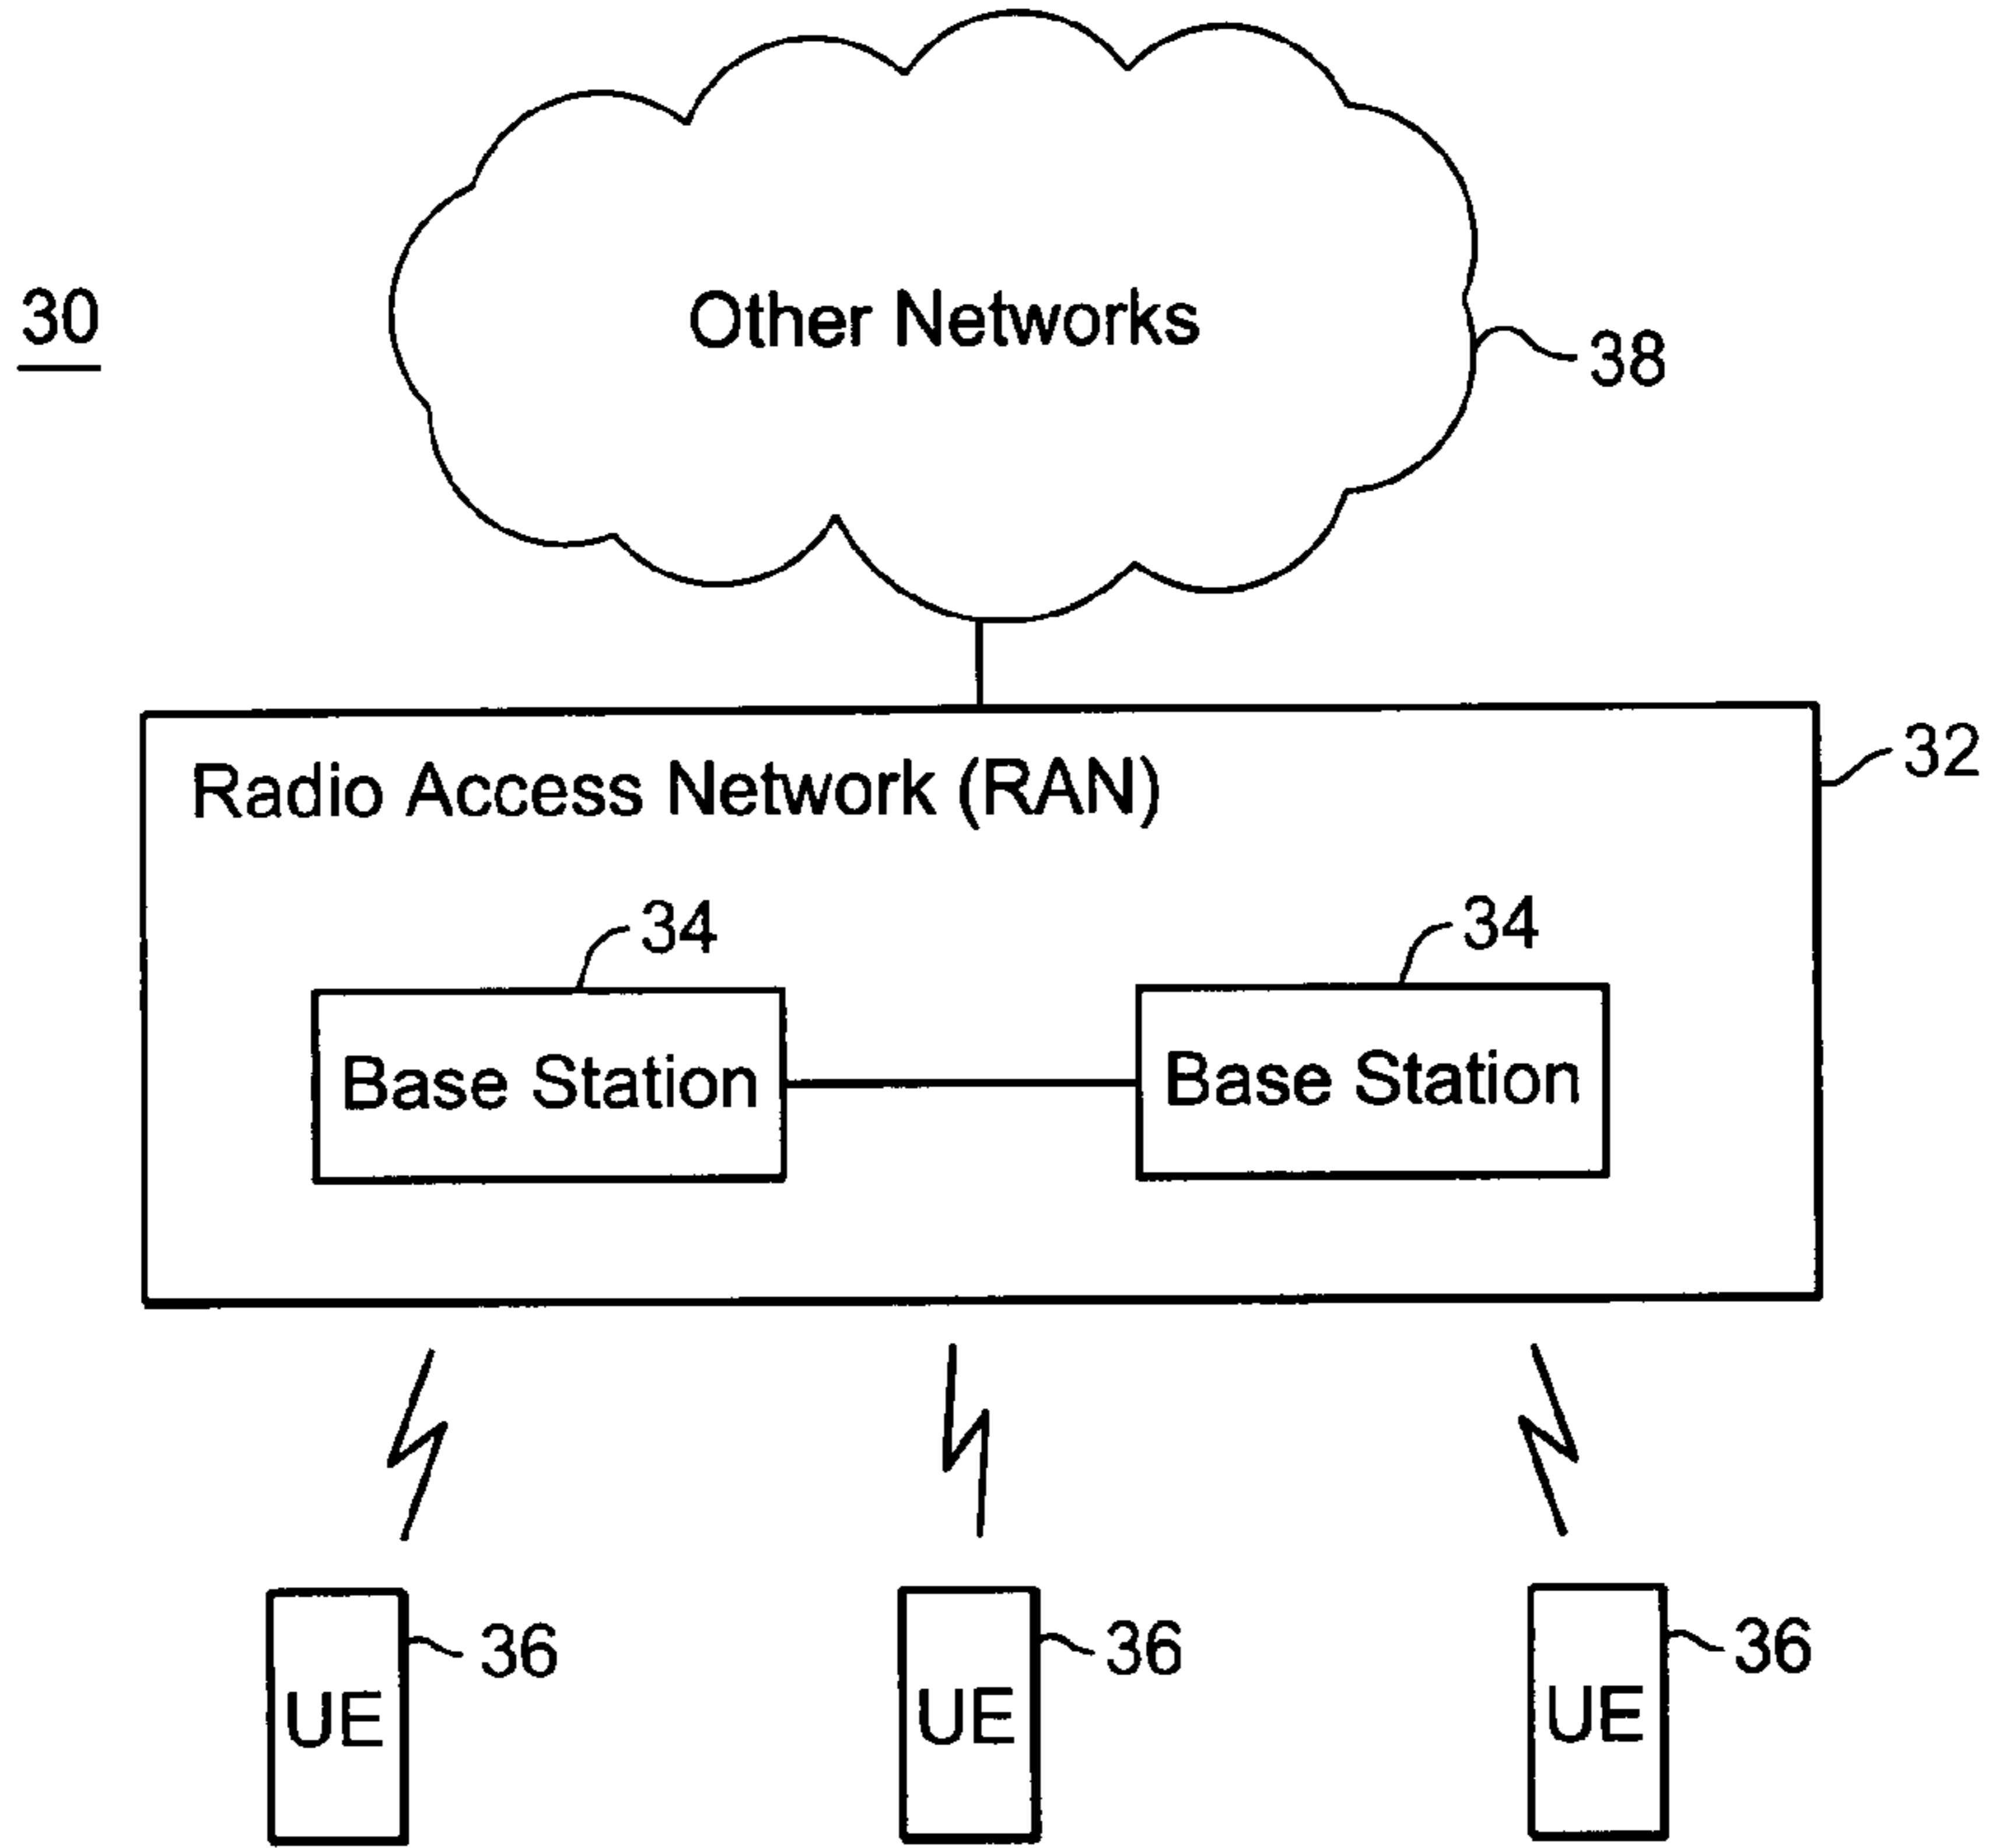 Other Networks
30
38
32
Radio Access Network (RAN)
34
34
Base Station
Base Station
36
36
36
UE
UE
UE